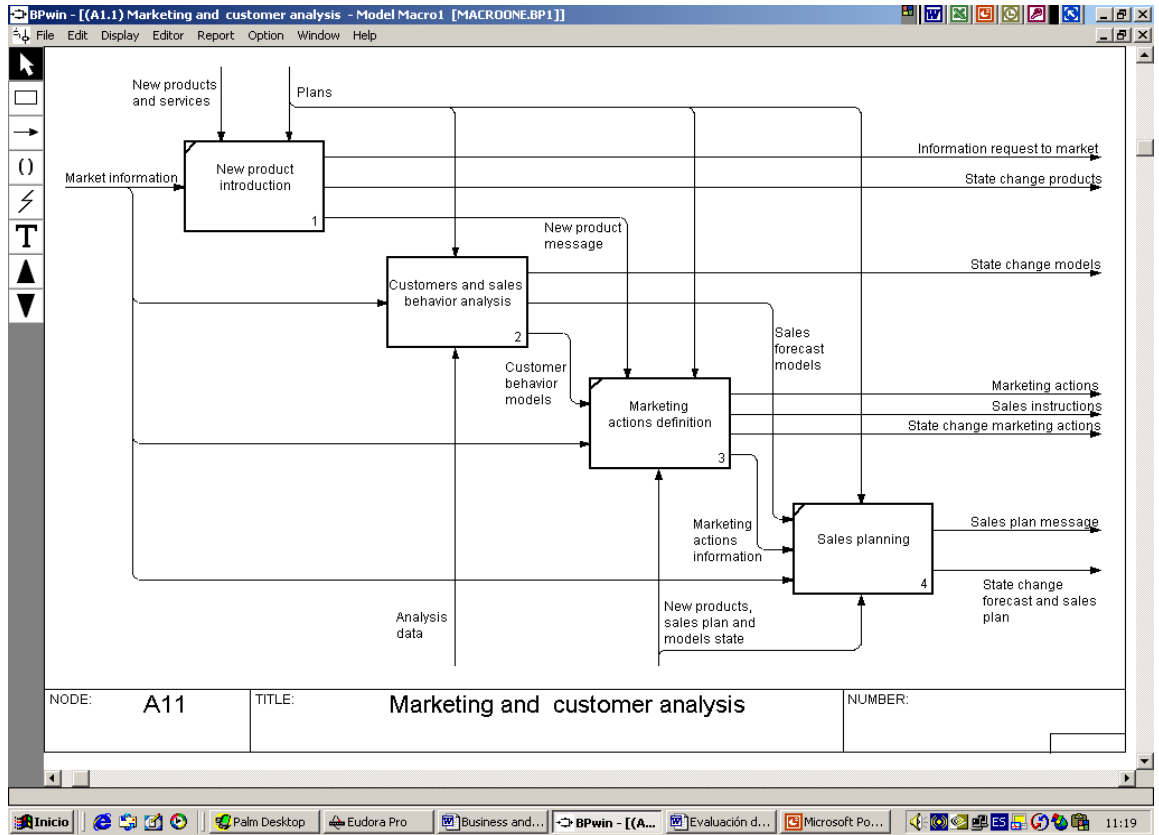 BPwin - [(A1.1) Marketing and customer analysis - Model Macro1 [MACROONE.BP1]]
File Edit Display Editor Report Option Window Help
New products
and services
Plans
Market information
New product
introduction
1
Information request to market
State change products
New product
message
Customers and sales
behavior analysis
2
State change models
Sales
forecast
models
Customer
behavior
models
Marketing
actions definition
3
Marketing actions
Sales instructions
State change marketing actions
Marketing
actions
information
Sales planning
4
Sales plan message
State change
forecast and sales
plan
Analysis
data
New products,
sales plan and
models state
NODE:
A11
TITLE:
Marketing and customer analysis
NUMBER:
Inicio
Palm Desktop
Eudora Pro
Business and...
BPwin - [(A...
Evaluación d...
Microsoft Po...
ES
11:19